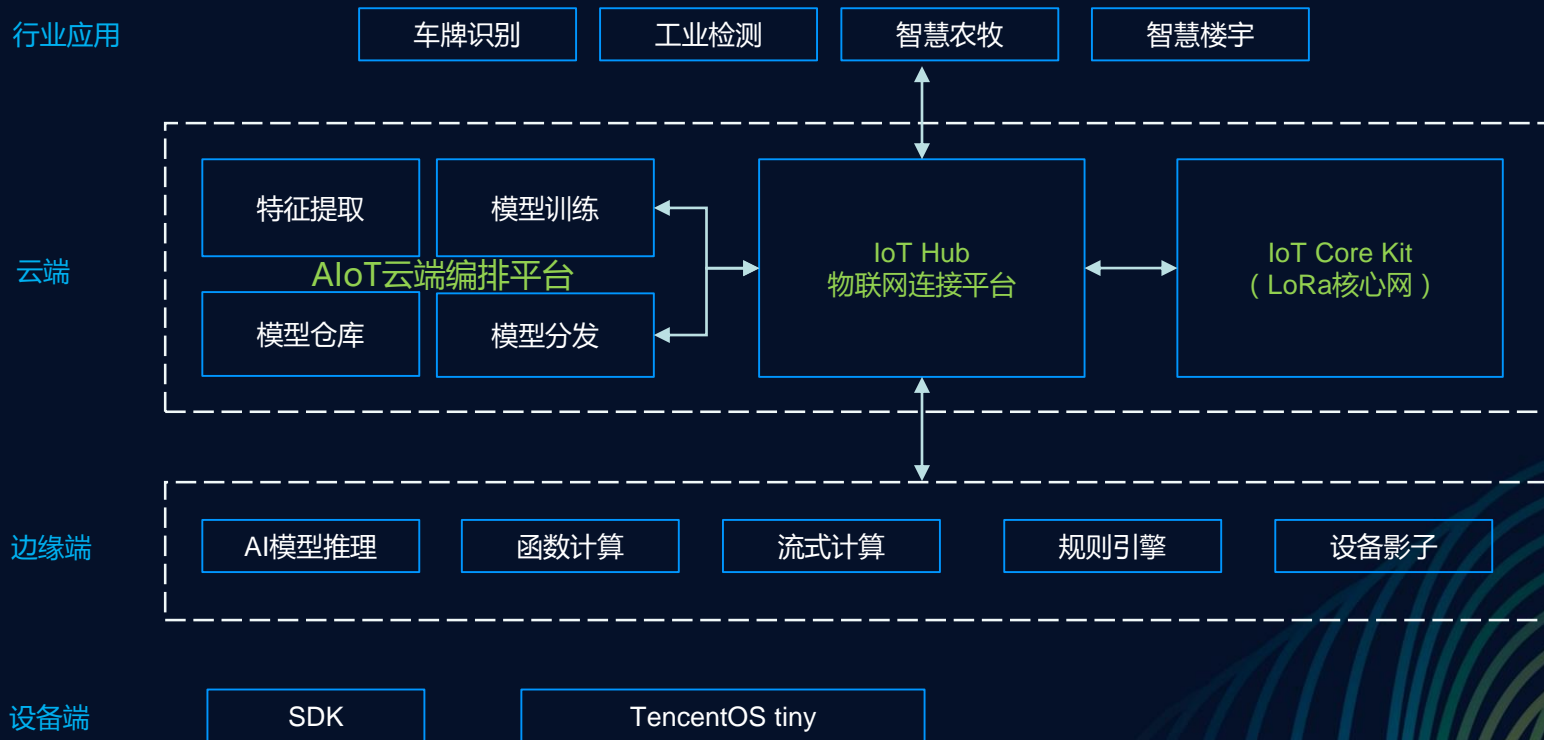 行业应用
车牌识别
工业检测
智慧农牧
智慧楼宇
云端
特征提取
模型训练
AIoT云端编排平台
模型仓库
模型分发
IoT Hub
物联网连接平台
IoT Core Kit
（LoRa核心网）
边缘端
AI模型推理
函数计算
流式计算
规则引擎
设备影子
设备端
SDK
TencentOS tiny